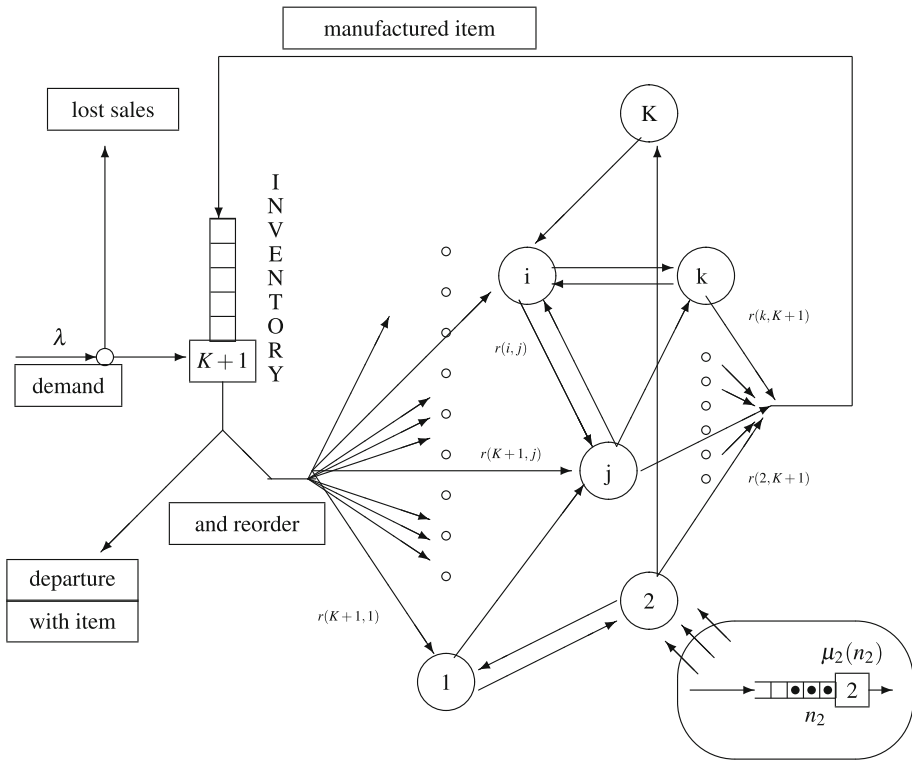 manufactured item
lost sales
K
I
N
V
E
N
T
O
R
Y
i
k
r(k,K+1)
λ
K+1
r(i,j)
demand
r(K+1,j)
j
r(2,K+1)
and reorder
departure
with item
2
r(K+1,1)
1
μ₂(n₂)
2
n₂